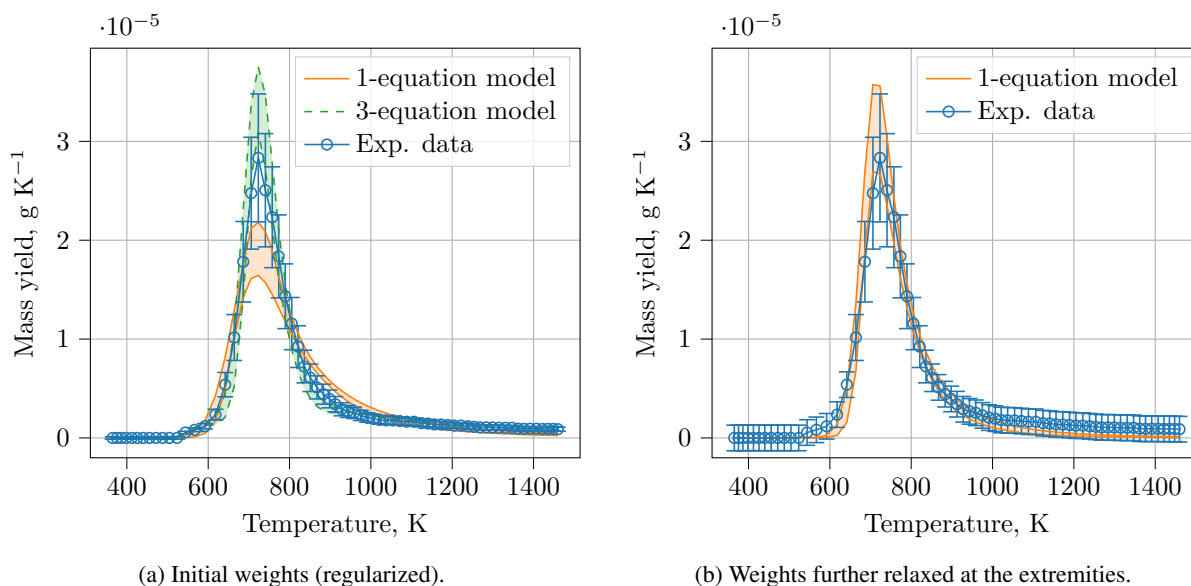 ·10⁻⁵
Mass yield, g K⁻¹
3
2
1
0
400 600 800 1000 1200 1400
Temperature, K
1-equation model
3-equation model
Exp. data
(a) Initial weights (regularized).
·10⁻⁵
Mass yield, g K⁻¹
3
2
1
0
400 600 800 1000 1200 1400
Temperature, K
1-equation model
Exp. data
(b) Weights further relaxed at the extremities.